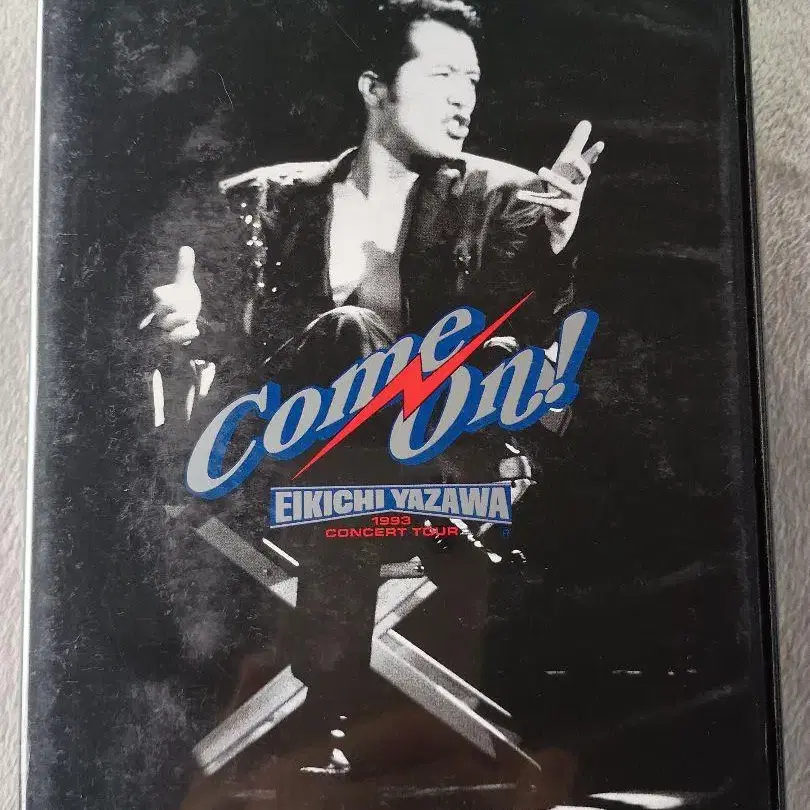 Come On!
EIKICHI YAZAWA
1993
CONCERT TOUR